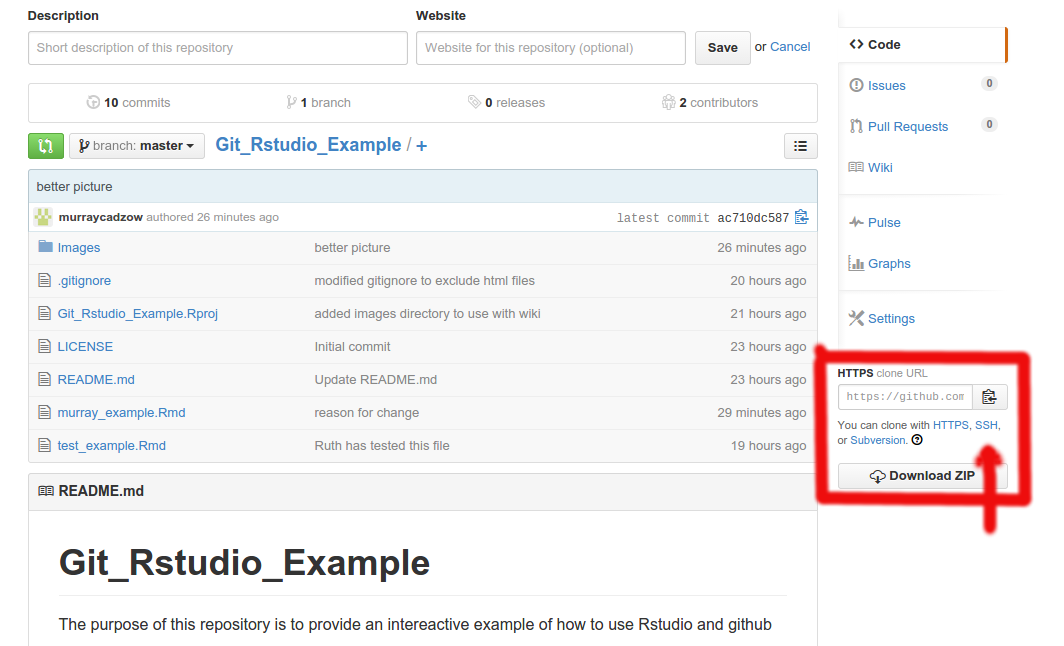 Description
Website
Short description of this repository
Website for this repository (optional)
Save or Cancel
10 commits
1 branch
0 releases
2 contributors
branch: master
Git_Rstudio_Example / +
better picture
murraycadzow authored 26 minutes ago
latest commit ac710dc587
Images better picture 26 minutes ago
.gitignore modified gitignore to exclude html files 20 hours ago
Git_Rstudio_Example.Rproj added images directory to use with wiki 21 hours ago
LICENSE Initial commit 23 hours ago
README.md Update README.md 23 hours ago
murray_example.Rmd reason for change 29 minutes ago
test_example.Rmd Ruth has tested this file 19 hours ago
README.md
Git_Rstudio_Example
The purpose of this repository is to provide an intereactive example of how to use Rstudio and github
Code
Issues 0
Pull Requests 0
Wiki
Pulse
Graphs
Settings
HTTPS clone URL
https://github.com
You can clone with HTTPS, SSH,
or Subversion.
Download ZIP